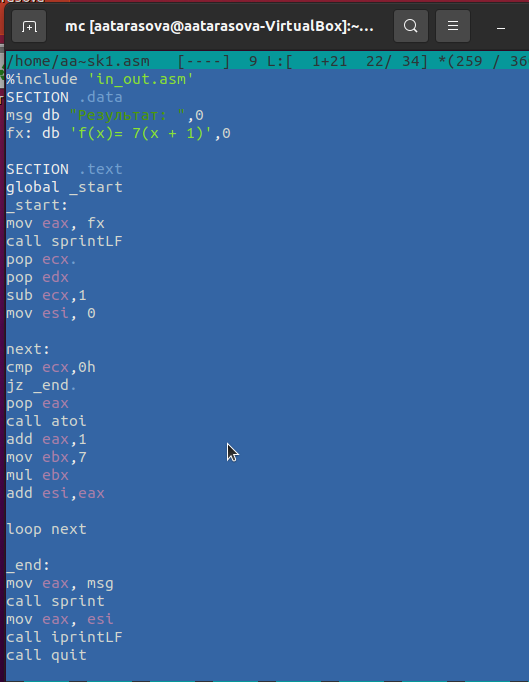 mc [aatarasova@aatarasova-VirtualBox]:~...
/home/aa~sk1.asm   [----]  9 L:[  1+21  22/ 34] *(259 / 36
%include 'in_out.asm'
SECTION .data
msg db "Результат: ",0
fx: db 'f(x)= 7(x + 1)',0
SECTION .text
global _start
_start:
mov eax, fx
call sprintLF
pop ecx.
pop edx
sub ecx,1
mov esi, 0
next:
cmp ecx,0h
jz _end.
pop eax
call atoi
add eax,1
mov ebx,7
mul ebx
add esi,eax
loop next
_end:
mov eax, msg
call sprint
mov eax, esi
call iprintLF
call quit